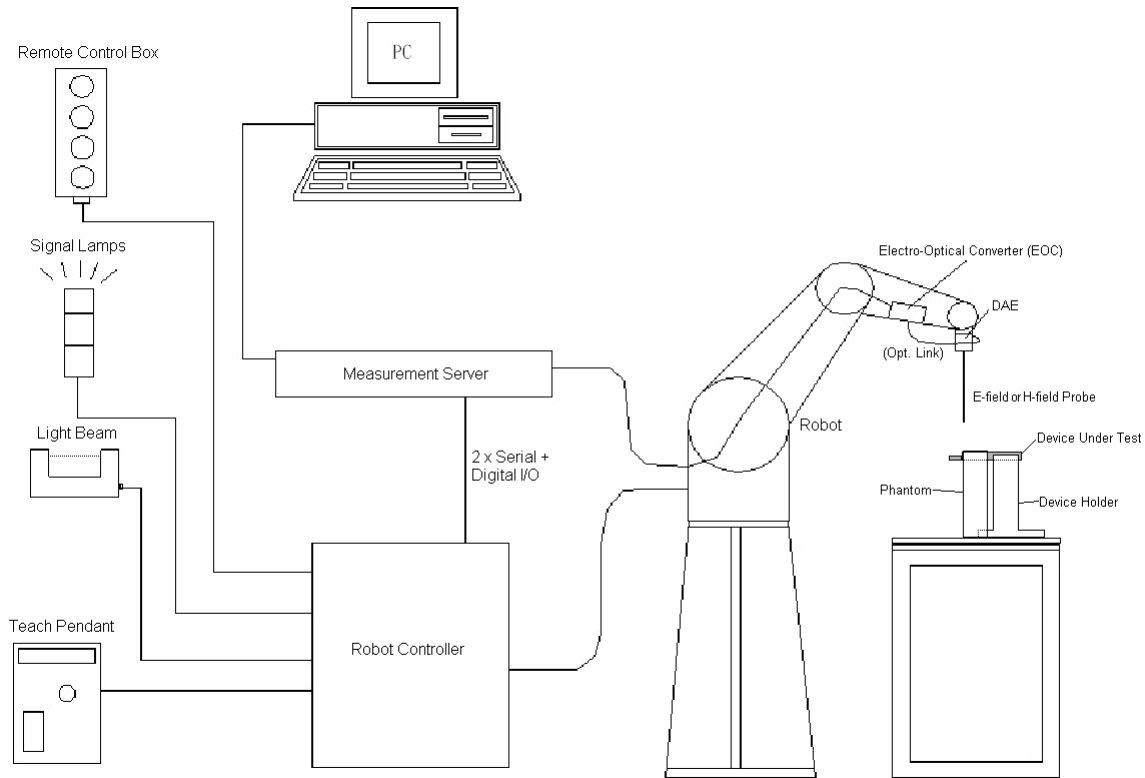 Remote Control Box
PC
Signal Lamps
Electro-Optical Converter (EOC)
DAE
(Opt. Link)
Measurement Server
E-field or H-field Probe
Robot
Light Beam
2 x Serial +
Digital I/O
Device Under Test
Phantom
Device Holder
Teach Pendant
Robot Controller